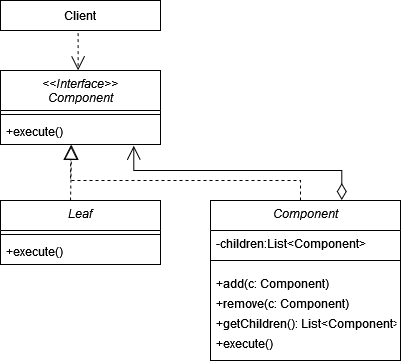 Client
<<Interface>>
Component
+execute()
Leaf
+execute()
Component
-children:List<Component>
+add(c: Component)
+remove(c: Component)
+getChildren(): List<Component
+execute()